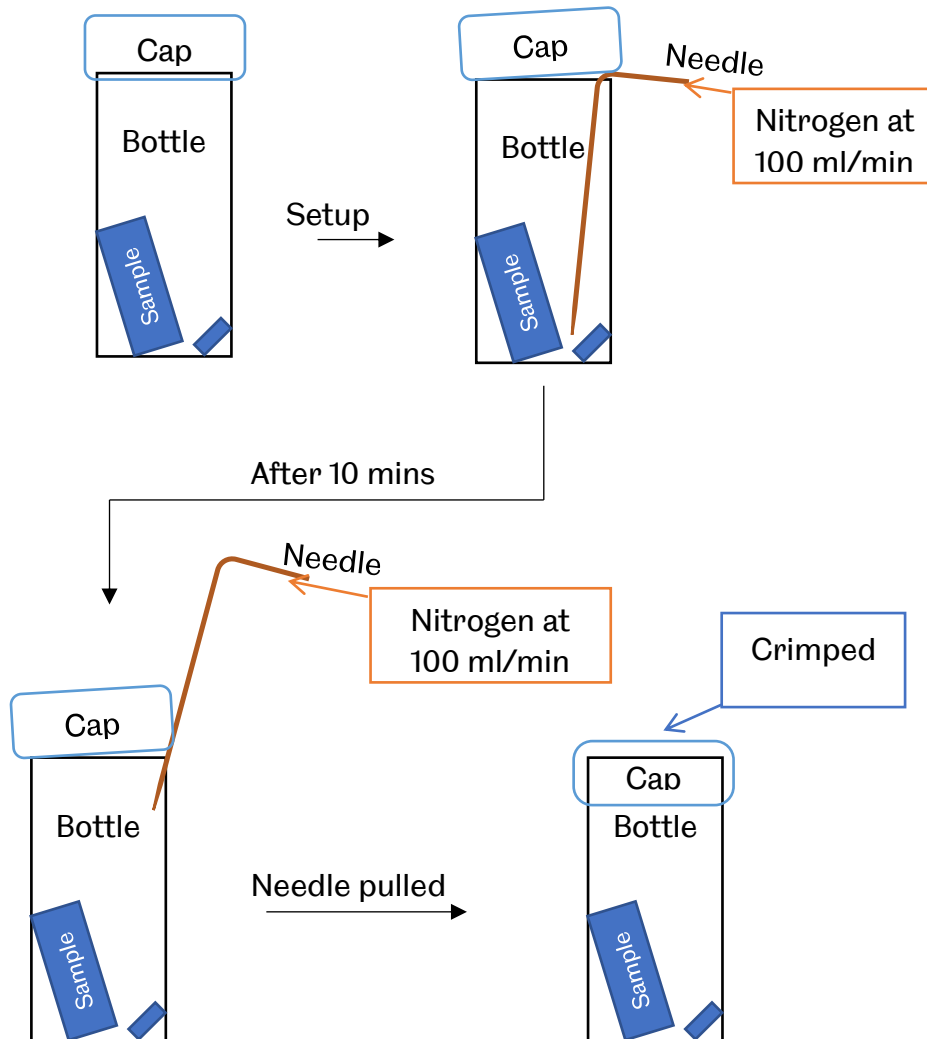 Cap
Bottle
Sample
Setup
Cap
Needle
Nitrogen at
100 ml/min
Bottle
Sample
After 10 mins
Needle
Nitrogen at
100 ml/min
Cap
Bottle
Sample
Needle pulled
Crimped
Cap
Bottle
Sample